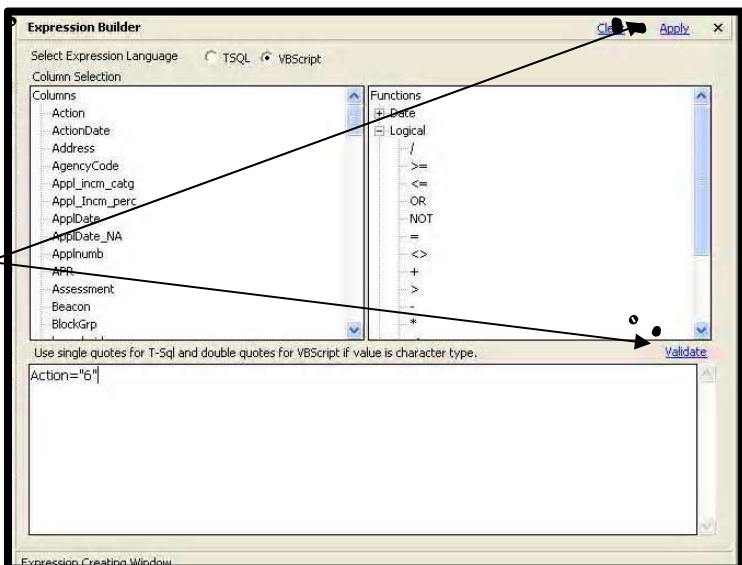 Expression Builder
Apply
Select Expression Language TSQL VBScript
Column Selection
Columns
Action
ActionDate
Address
AgencyCode
Appl_incm_catg
Appl_Incm_perc
ApplDate
ApplDate_NA
Applnumb
APR
Assessment
Beacon
BlockGrp
Functions
Date
Logical
/
>=
<=
OR
NOT
=
<>
+
>
-
*
Use single quotes for T-Sql and double quotes for VBScript if value is character type.
Validate
Action="6"
Expression Creating Window